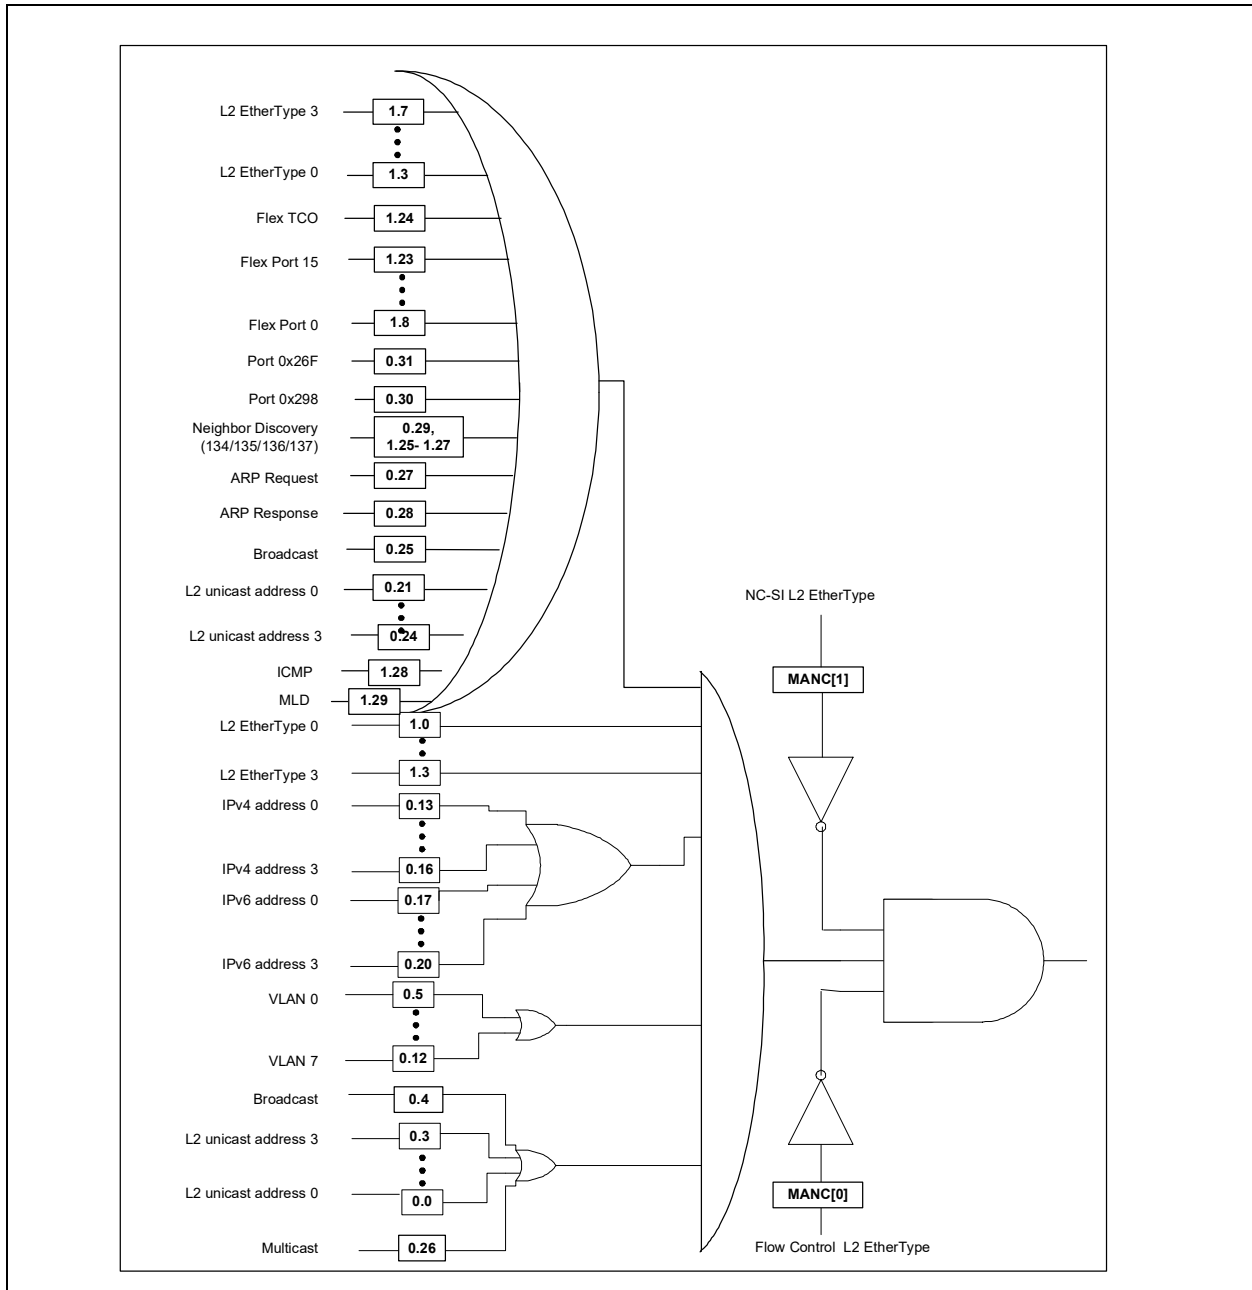 L2 EtherType 3 1.7
L2 EtherType 0 1.3
Flex TCO 1.24
Flex Port 15 1.23
Flex Port 0 1.8
Port 0x26F 0.31
Port 0x298 0.30
Neighbor Discovery 0.29,
(134/135/136/137) 1.25- 1.27
ARP Request 0.27
ARP Response 0.28
Broadcast 0.25
L2 unicast address 0 0.21
L2 unicast address 3 0.24
ICMP 1.28
MLD 1.29
L2 EtherType 0 1.0
L2 EtherType 3 1.3
IPv4 address 0 0.13
IPv4 address 3 0.16
IPv6 address 0 0.17
IPv6 address 3 0.20
VLAN 0 0.5
VLAN 7 0.12
Broadcast 0.4
L2 unicast address 3 0.3
L2 unicast address 0 0.0
Multicast 0.26
NC-SI L2 EtherType
MANC[1]
MANC[0]
Flow Control L2 EtherType